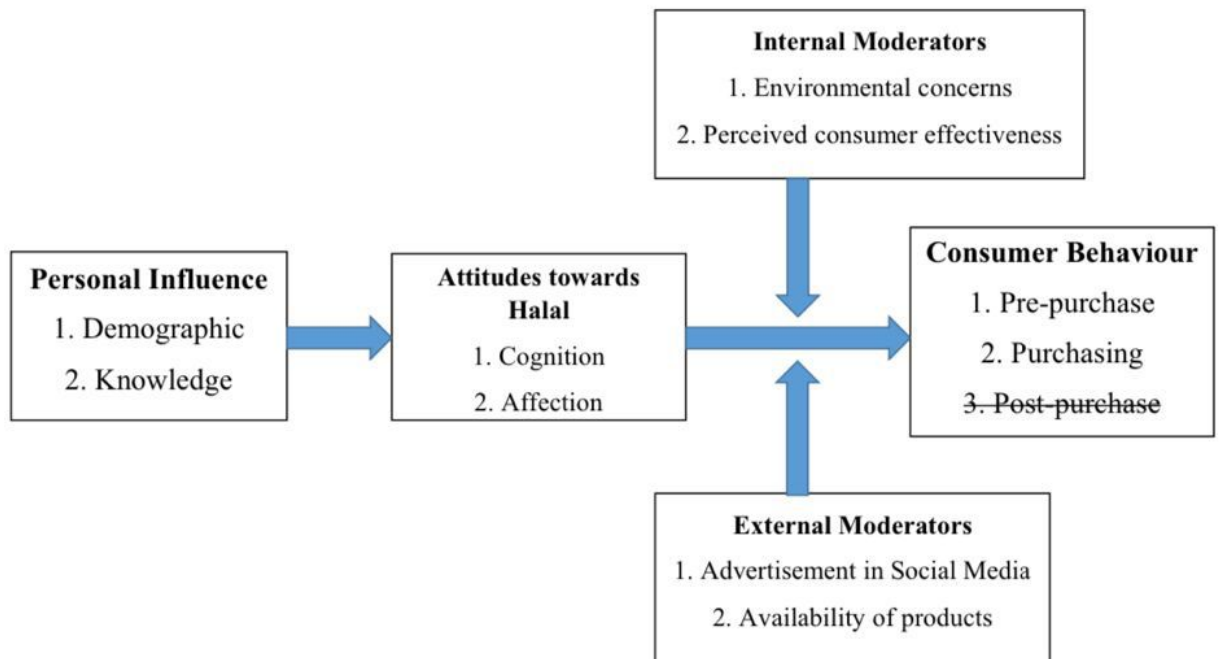 Internal Moderators
1. Environmental concerns
2. Perceived consumer effectiveness
Personal Influence
1. Demographic
2. Knowledge
Attitudes towards
Halal
1. Cognition
2. Affection
Consumer Behaviour
1. Pre-purchase
2. Purchasing
3. Post-purchase
External Moderators
1. Advertisement in Social Media
2. Availability of products